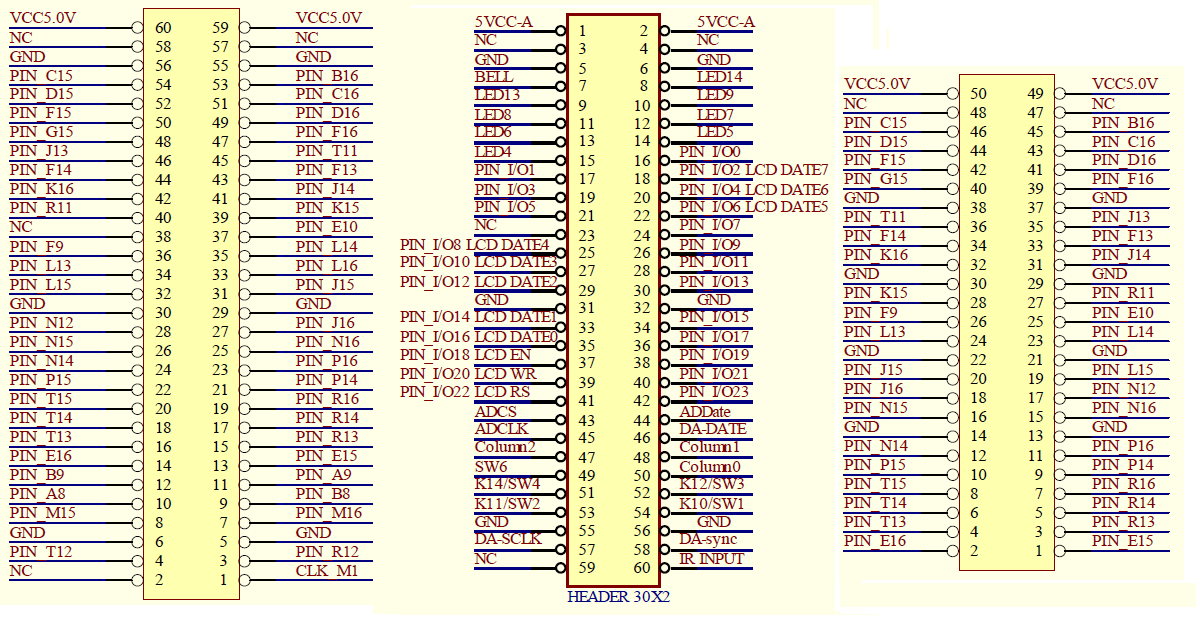 VCC5.0V 60 59 VCC5.0V
NC 58 57 NC
GND 56 55 GND
PIN_C15 54 53 PIN_B16
PIN_D15 52 51 PIN_C16
PIN_F15 50 49 PIN_D16
PIN_G15 48 47 PIN_F16
PIN_J13 46 45 PIN_T11
PIN_F14 44 43 PIN_F13
PIN_K16 42 41 PIN_J14
PIN_R11 40 39 PIN_K15
NC 38 37 PIN_E10
PIN_F9 36 35 PIN_L14
PIN_L13 34 33 PIN_L16
PIN_L15 32 31 PIN_J15
GND 30 29 GND
PIN_N12 28 27 PIN_J16
PIN_N15 26 25 PIN_N16
PIN_N14 24 23 PIN_P16
PIN_P15 22 21 PIN_P14
PIN_T15 20 19 PIN_R16
PIN_T14 18 17 PIN_R14
PIN_T13 16 15 PIN_R13
PIN_E16 14 13 PIN_E15
PIN_B9 12 11 PIN_A9
PIN_A8 10 9 PIN_B8
PIN_M15 8 7 PIN_M16
GND 6 5 GND
PIN_T12 4 3 PIN_R12
NC 2 1 CLK_M1
5VCC-A 1 2 5VCC-A
NC 3 4 NC
GND 5 6 GND
BELL 7 8 LED14
LED13 9 10 LED9
LED8 11 12 LED7
LED6 13 14 LED5
LED4 15 16 PIN_I/O0
PIN_I/O1 17 18 PIN_I/O2 LCD DATE7
PIN_I/O3 19 20 PIN_I/O4 LCD DATE6
PIN_I/O5 21 22 PIN_I/O6 LCD DATE5
NC 23 24 PIN_I/O7
PIN_I/O8 LCD DATE4 25 26 PIN_I/O9
PIN_I/O10 LCD DATE3 27 28 PIN_I/O11
PIN_I/O12 LCD DATE2 29 30 PIN_I/O13
GND 31 32 GND
PIN_I/O14 LCD DATE1 33 34 PIN_I/O15
PIN_I/O16 LCD DATE0 35 36 PIN_I/O17
PIN_I/O18 LCD EN 37 38 PIN_I/O19
PIN_I/O20 LCD WR 39 40 PIN_I/O21
PIN_I/O22 LCD RS 41 42 PIN_I/O23
ADCS 43 44 ADDate
ADCLK 45 46 DA-DATE
Column2 47 48 Column1
SW6 49 50 Column0
K14/SW4 51 52 K12/SW3
K11/SW2 53 54 K10/SW1
GND 55 56 GND
DA-SCLK 57 58 DA-sync
NC 59 60 IR INPUT
HEADER 30X2
VCC5.0V 50 49 VCC5.0V
NC 48 47 NC
PIN_C15 46 45 PIN_B16
PIN_D15 44 43 PIN_C16
PIN_F15 42 41 PIN_D16
PIN_G15 40 39 PIN_F16
GND 38 37 GND
PIN_T11 36 35 PIN_J13
PIN_F14 34 33 PIN_F13
PIN_K16 32 31 PIN_J14
GND 30 29 GND
PIN_K15 28 27 PIN_R11
PIN_F9 26 25 PIN_E10
PIN_L13 24 23 PIN_L14
GND 22 21 GND
PIN_J15 20 19 PIN_L15
PIN_J16 18 17 PIN_N12
PIN_N15 16 15 PIN_N16
GND 14 13 GND
PIN_N14 12 11 PIN_P16
PIN_P15 10 9 PIN_P14
PIN_T15 8 7 PIN_R16
PIN_T14 6 5 PIN_R14
PIN_T13 4 3 PIN_R13
PIN_E16 2 1 PIN_E15